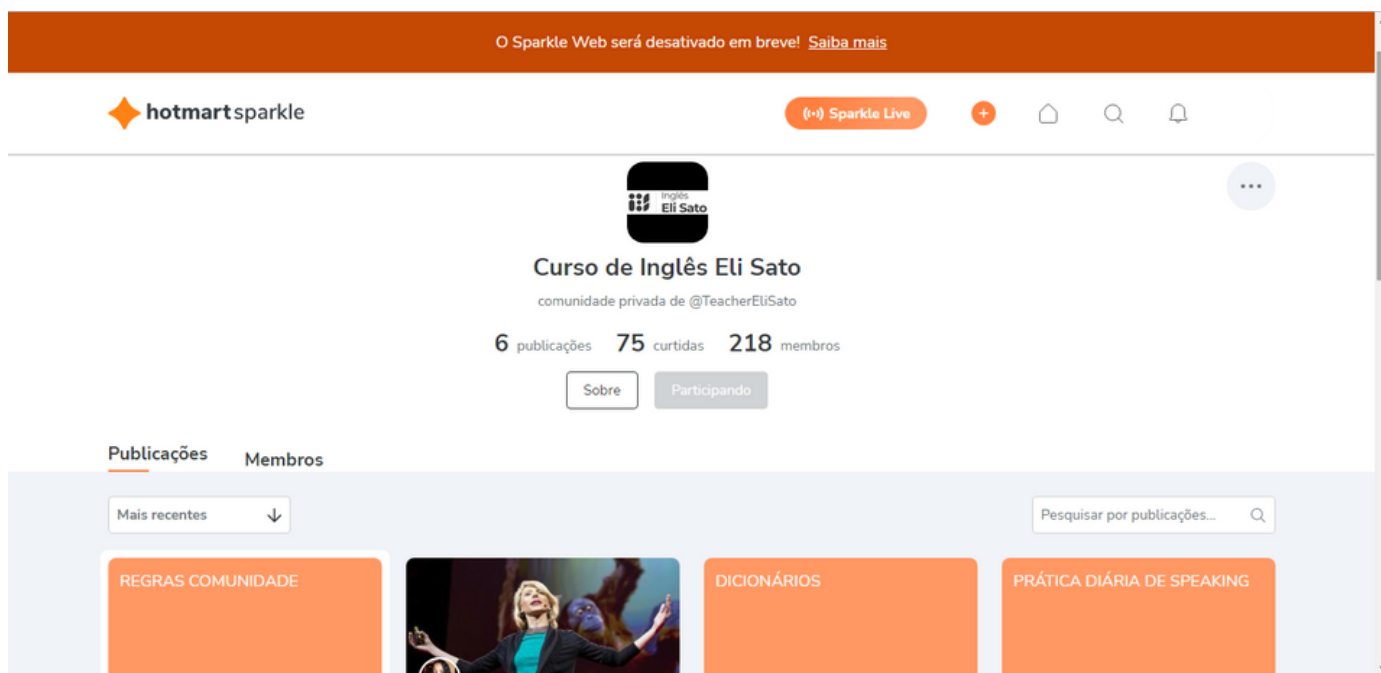 O Sparkle Web será desativado em breve! Saiba mais
hotmart sparkle
Sparkle Live
Inglês
Eli Sato
Curso de Inglês Eli Sato
comunidade privada de @TeacherEliSato
6 publicações 75 curtidas 218 membros
Sobre Participando
Publicações Membros
Mais recentes
Pesquisar por publicações...
REGRAS COMUNIDADE
DICIONÁRIOS
PRÁTICA DIÁRIA DE SPEAKING